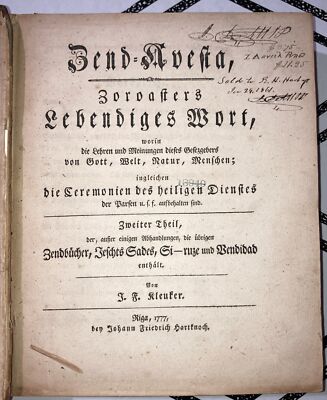 Zend-Avesta,
Zoroasters
Lebendiges Wort,
worin
die Lehren und Meinungen dieses Gesetzgebers
von Gott, Welt, Natur, Menschen;
ingleichen
die Ceremonien des heiligen Dienstes
der Parsen u. s. f. aufbehalten sind.
Zweiter Theil,
der, außer einigen Abhandlungen, die übrigen
Zendbücher, Jeschts Sades, Si-ruze und Vendidad
enthält.
Von
J. F. Kleuker.
Riga, 1777,
bey Johann Friedrich Hartknoch.
Sold to